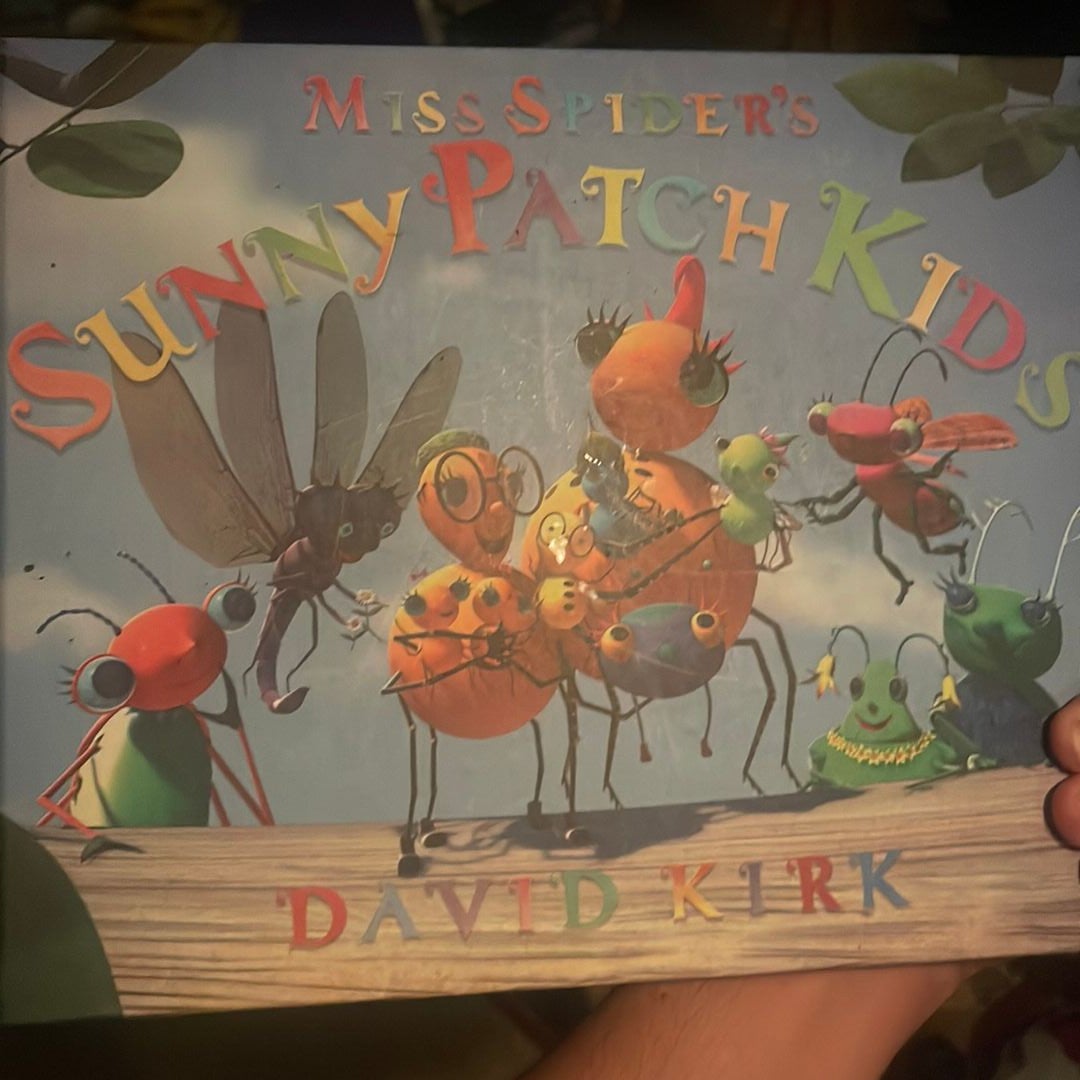 Miss Spider's
Sunny Patch Kids
David Kirk